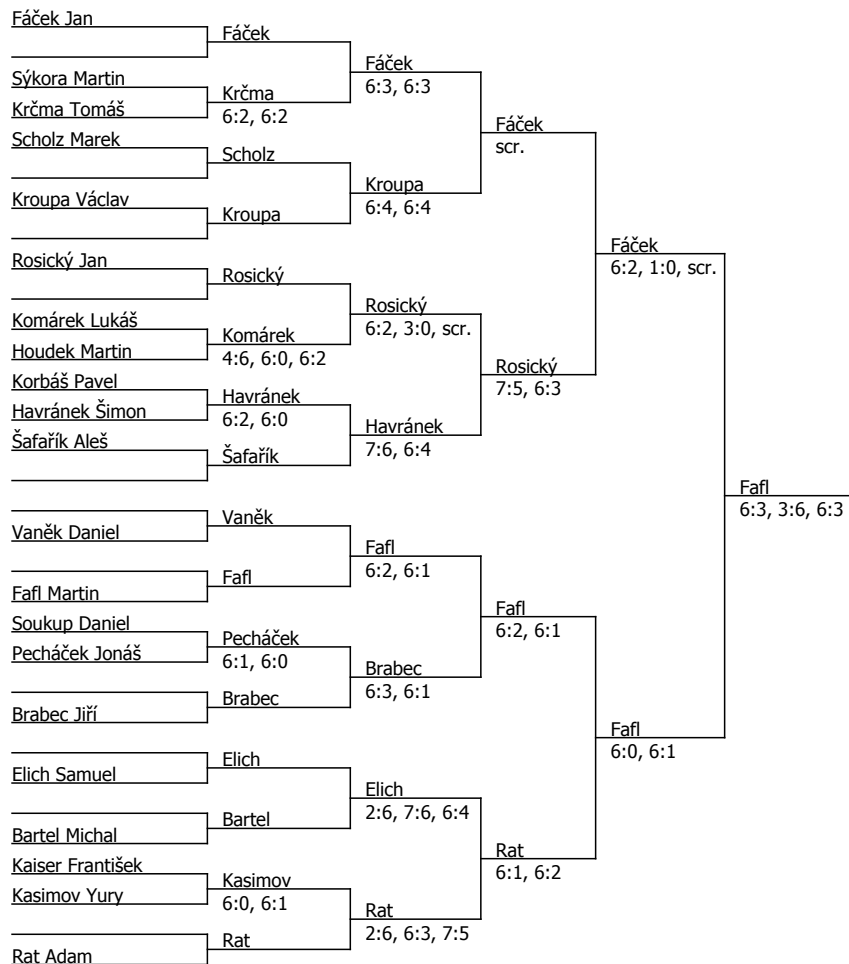 Fáček Jan
Fáček
Fáček
6:3, 6:3
Sýkora Martin
Krčma
6:2, 6:2
Krčma Tomáš
Fáček
scr.
Scholz Marek
Scholz
Kroupa
6:4, 6:4
Kroupa Václav
Kroupa
Fáček
6:2, 1:0, scr.
Rosický Jan
Rosický
Rosický
6:2, 3:0, scr.
Komárek Lukáš
Komárek
4:6, 6:0, 6:2
Houdek Martin
Rosický
7:5, 6:3
Korbáš Pavel
Havránek
6:2, 6:0
Havránek Šimon
Havránek
7:6, 6:4
Šafařík Aleš
Šafařík
Fafl
6:3, 3:6, 6:3
Vaněk
Vaněk Daniel
Fafl
6:2, 6:1
Fafl
Fafl Martin
Fafl
6:2, 6:1
Soukup Daniel
Pecháček
6:1, 6:0
Pecháček Jonáš
Brabec
6:3, 6:1
Brabec
Brabec Jiří
Fafl
6:0, 6:1
Elich
Elich Samuel
Elich
2:6, 7:6, 6:4
Bartel
Bartel Michal
Rat
6:1, 6:2
Kaiser František
Kasimov
6:0, 6:1
Kasimov Yury
Rat
2:6, 6:3, 7:5
Rat
Rat Adam